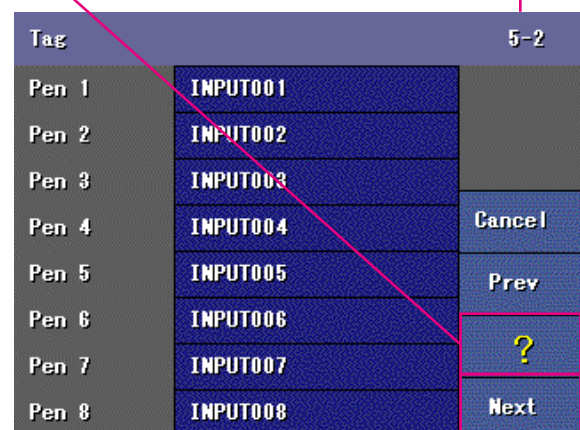 Tag 5-2
Pen 1 INPUT001
Pen 2 INPUT002
Pen 3 INPUT003
Pen 4 INPUT004
Cancel
Pen 5 INPUT005
Prev
Pen 6 INPUT006
?
Pen 7 INPUT007
Pen 8 INPUT008
Next